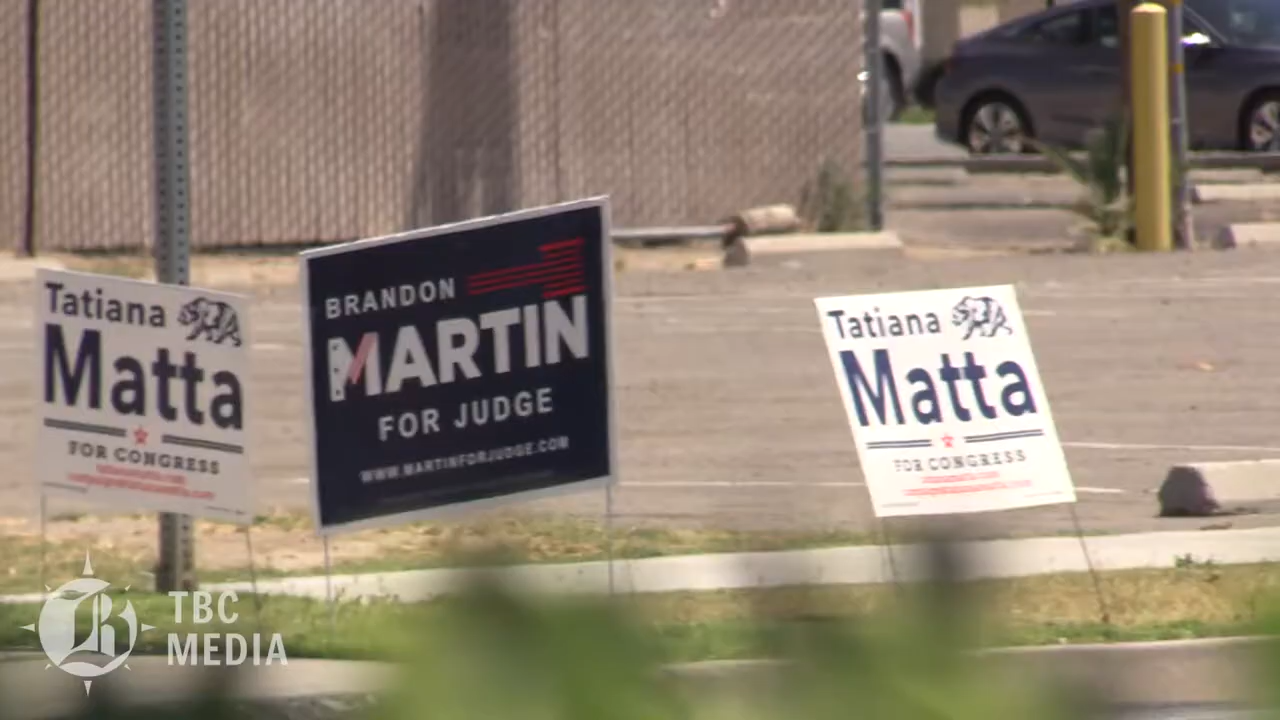 Tatiana
Matta
FOR CONGRESS
BRANDON
MARTIN
FOR JUDGE
WWW.MARTINFORJUDGE.COM
Tatiana
Matta
FOR CONGRESS
TBC
MEDIA